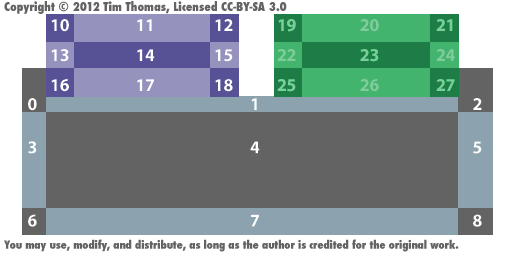 Copyright © 2012 Tim Thomas, Licensed CC-BY-SA 3.0
10 11 12 19 20 21
13 14 15 22 23 24
16 17 18 25 26 27
0 1 2
3 4 5
6 7 8
You may use, modify, and distribute, as long as the author is credited for the original work.